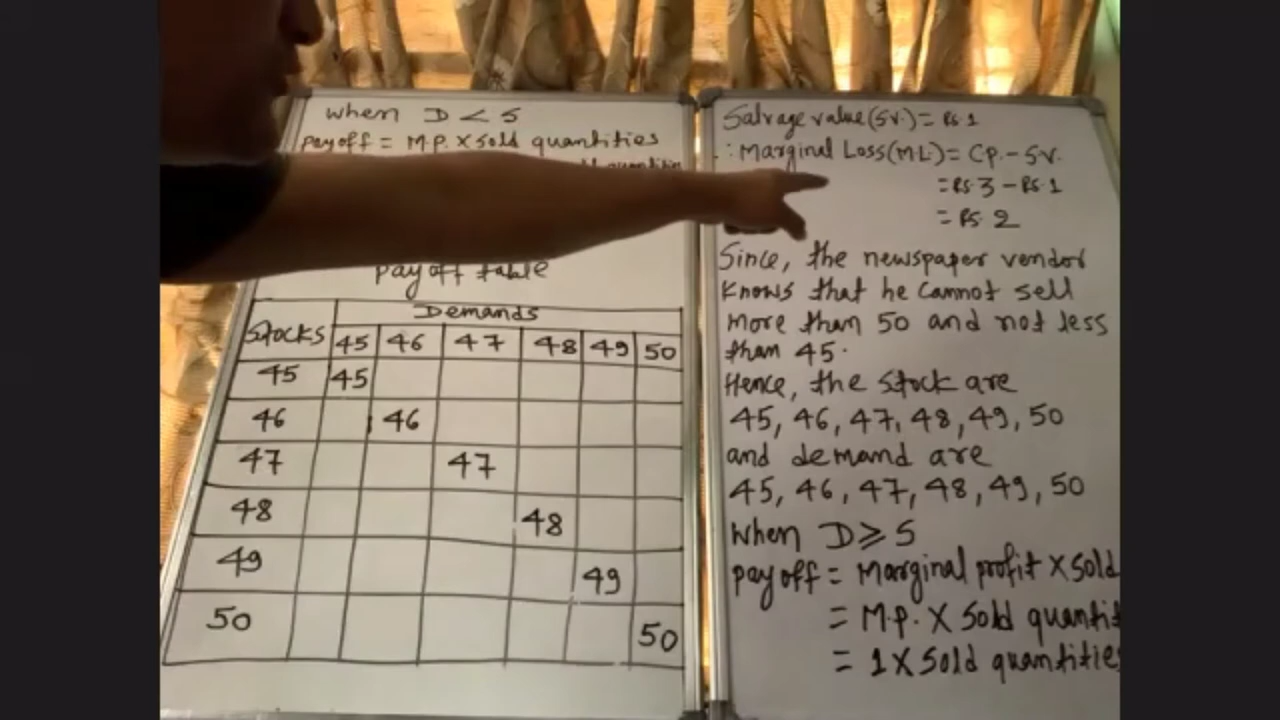 When D < S
payoff = M.P. X Sold quantities
payoff table
Stocks Demands
45 46 47 48 49 50
45 45
46 46
47 47
48 48
49 49
50 50
Salvage value (S.V.) = Rs. 1
∴ Marginal Loss (M.L.) = C.P. - S.V.
= Rs. 3 - Rs. 1
= Rs. 2
Since, the newspaper vendor
knows that he cannot sell
more than 50 and not less
than 45.
Hence, the stock are
45, 46, 47, 48, 49, 50
and demand are
45, 46, 47, 48, 49, 50
When D ⩾ S
payoff = Marginal profit X Sold
= M.p. X Sold quantit
= 1 X Sold quantities